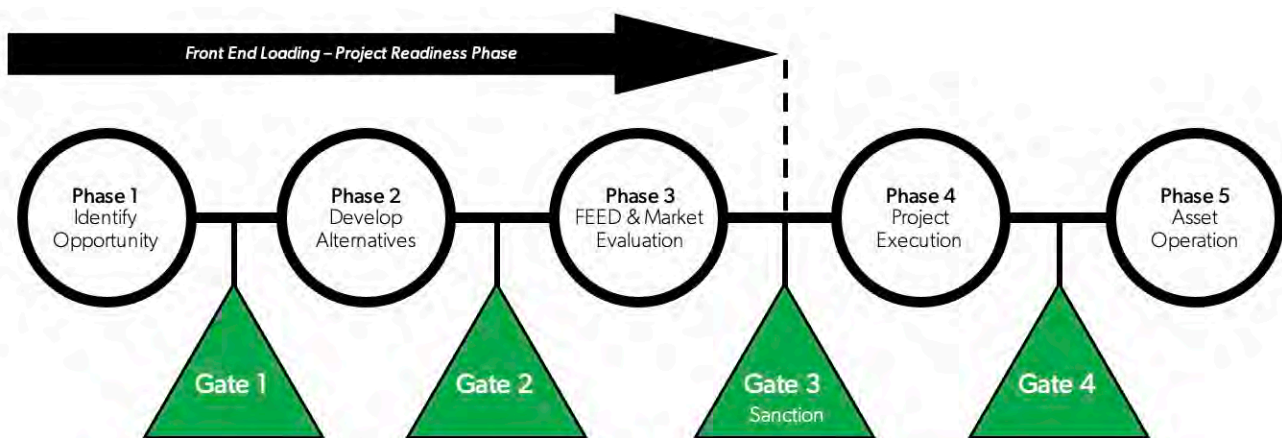 Front End Loading – Project Readiness Phase
Phase 1
Identify
Opportunity
Phase 2
Develop
Alternatives
Phase 3
FEED & Market
Evaluation
Phase 4
Project
Execution
Phase 5
Asset
Operation
Gate 1
Gate 2
Gate 3
Sanction
Gate 4